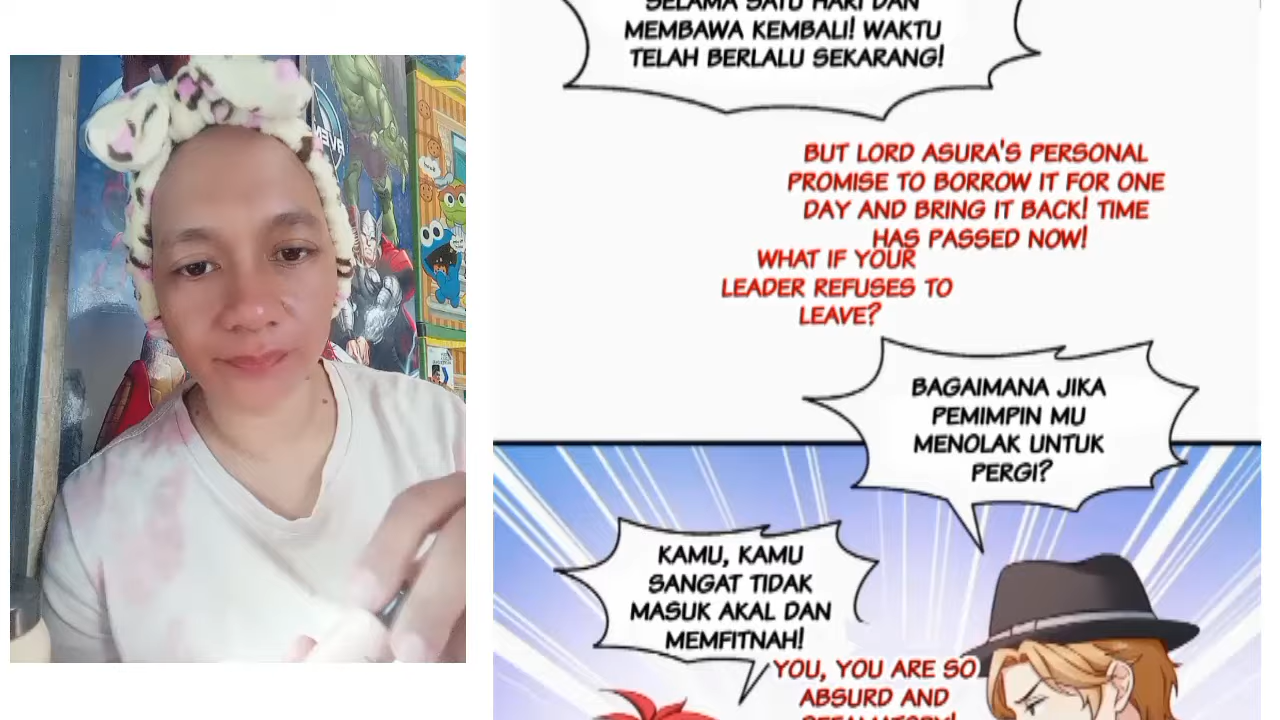 SELAMA SATU HARI DAN
MEMBAWA KEMBALI! WAKTU
TELAH BERLALU SEKARANG!
BUT LORD ASURA'S PERSONAL
PROMISE TO BORROW IT FOR ONE
DAY AND BRING IT BACK! TIME
HAS PASSED NOW!
WHAT IF YOUR
LEADER REFUSES TO
LEAVE?
BAGAIMANA JIKA
PEMIMPIN MU
MENOLAK UNTUK
PERGI?
KAMU, KAMU
SANGAT TIDAK
MASUK AKAL DAN
MEMFITNAH!
YOU, YOU ARE SO
ABSURD AND